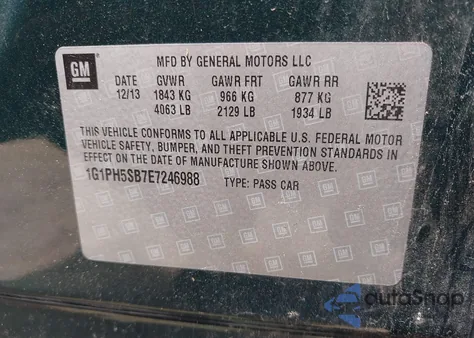 GM
MFD BY GENERAL MOTORS LLC
DATE GVWR GAWR FRT GAWR RR
12/13 1843 KG 966 KG 877 KG
4063 LB 2129 LB 1934 LB
THIS VEHICLE CONFORMS TO ALL APPLICABLE U.S. FEDERAL MOTOR
VEHICLE SAFETY, BUMPER, AND THEFT PREVENTION STANDARDS IN
EFFECT ON THE DATE OF MANUFACTURE SHOWN ABOVE.
1G1PH5SB7E7246988 TYPE: PASS CAR
autoSnap